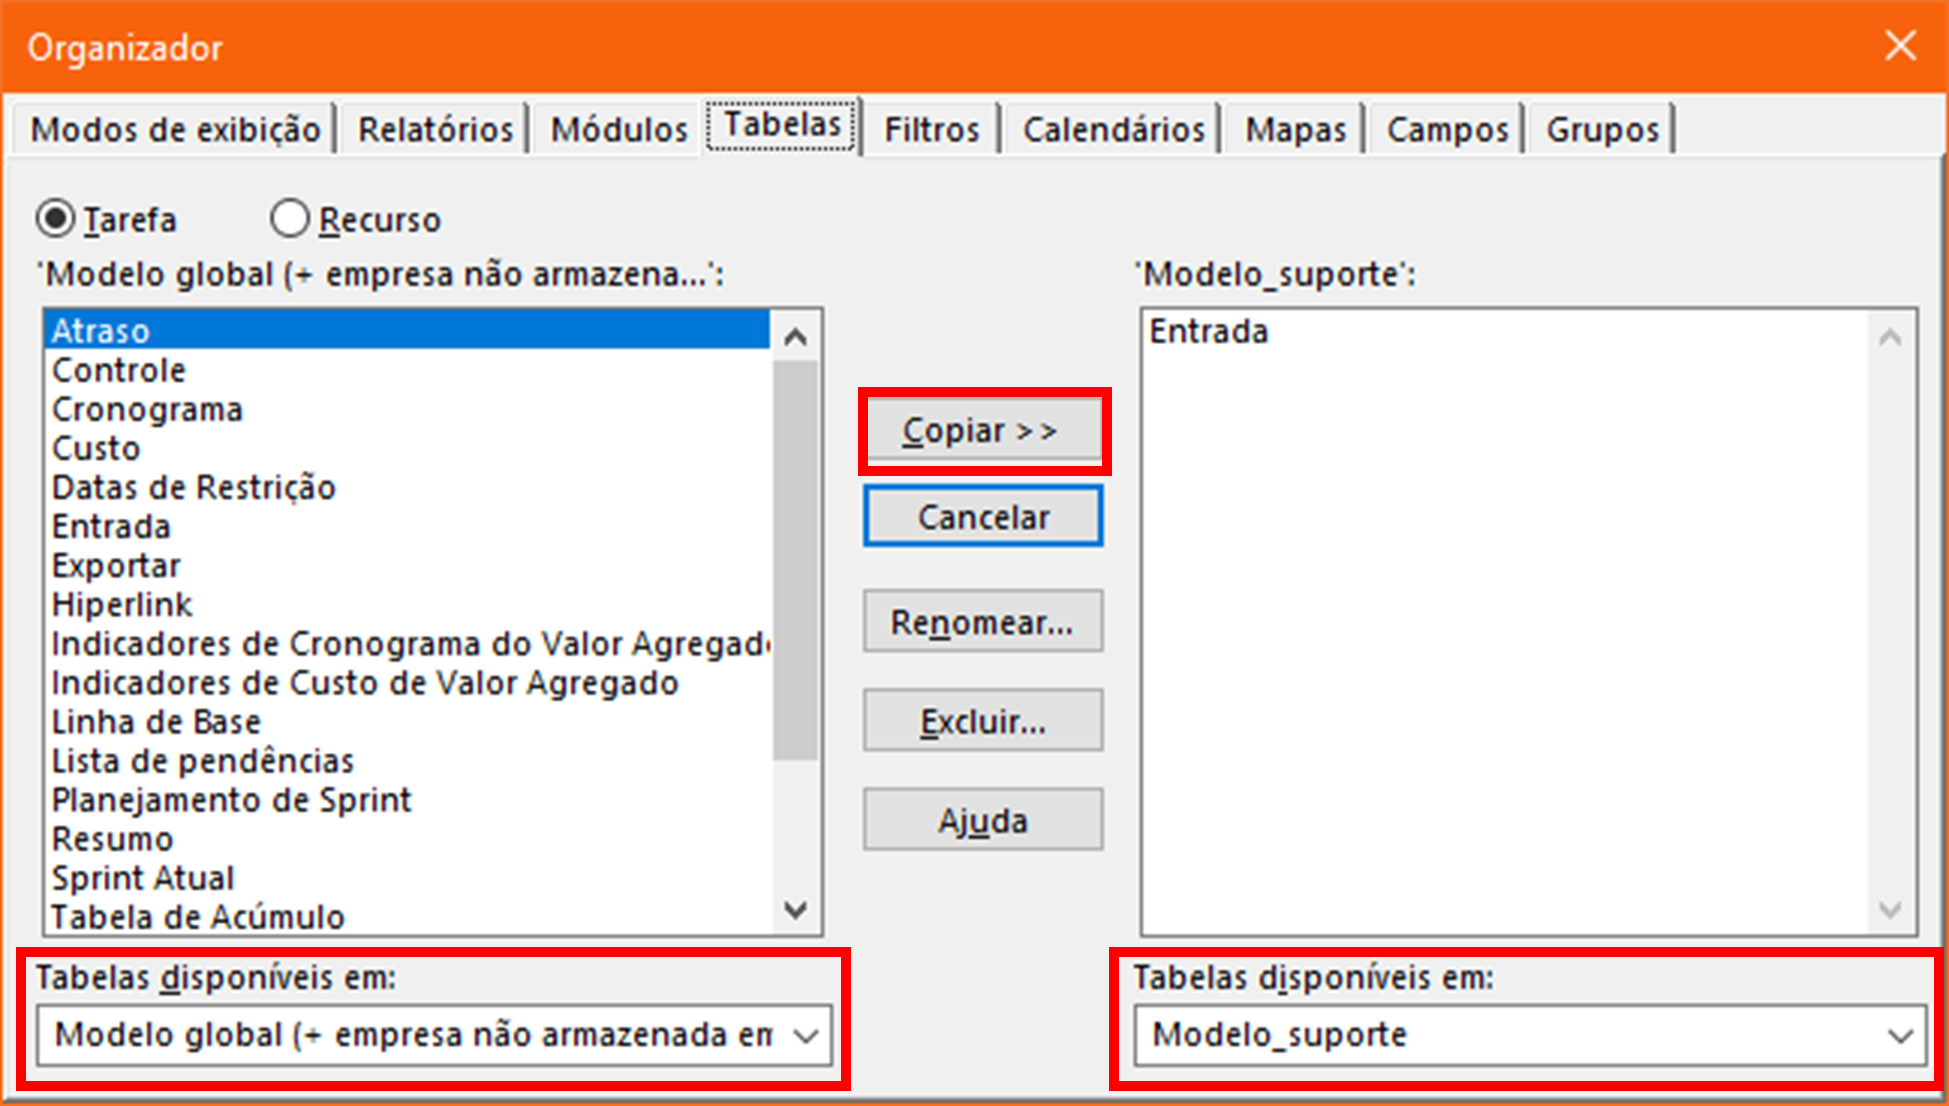 Organizador
Modos de exibição Relatórios Módulos Tabelas Filtros Calendários Mapas Campos Grupos
Tarefa Recurso
'Modelo global (+ empresa não armazena...':
Atraso
Controle
Cronograma
Custo
Datas de Restrição
Entrada
Exportar
Hiperlink
Indicadores de Cronograma do Valor Agregado
Indicadores de Custo de Valor Agregado
Linha de Base
Lista de pendências
Planejamento de Sprint
Resumo
Sprint Atual
Tabela de Acúmulo
Tabelas disponíveis em:
Modelo global (+ empresa não armazenada em
Copiar >>
Cancelar
Renomear...
Excluir...
Ajuda
'Modelo_suporte':
Entrada
Tabelas disponíveis em:
Modelo_suporte